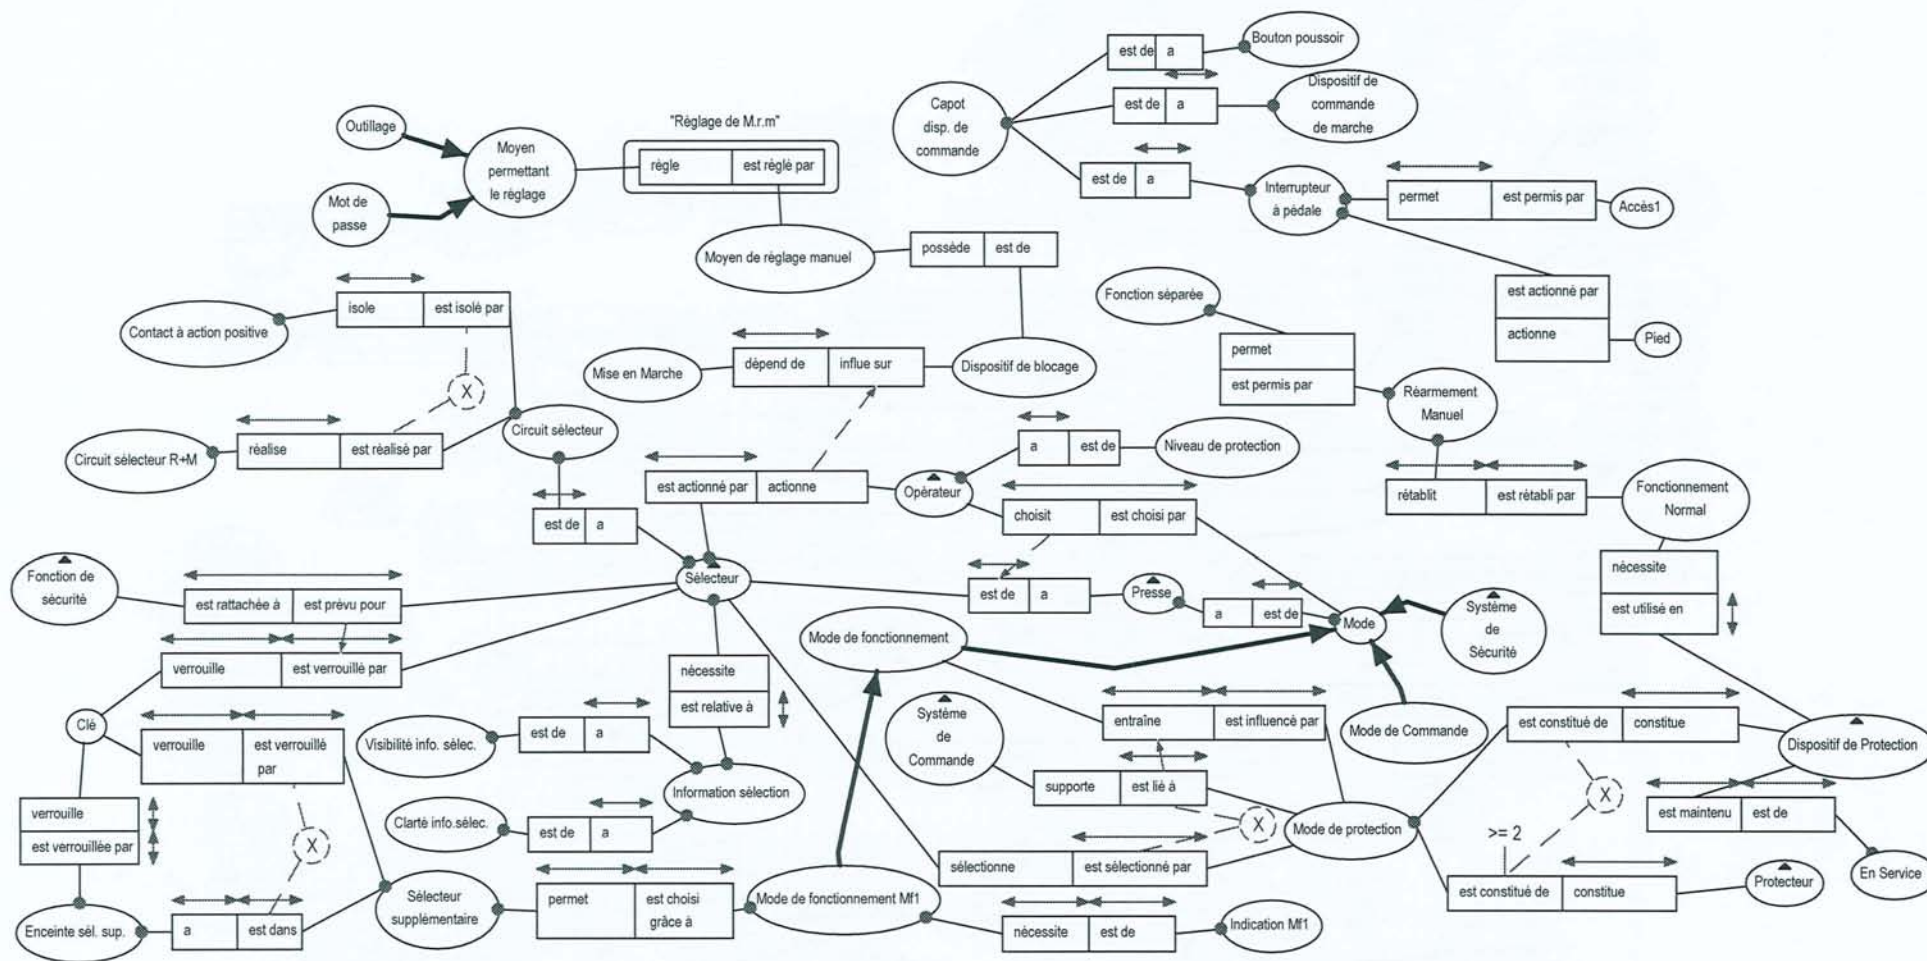 Bouton poussoir
est de a
Dispositif de
commande
de marche
est de a
Capot
disp. de
commande
est de a
Interrupteur
à pédale
permet est permis par
Accès1
est actionné par
actionne
Pied
Outillage
Mot de
passe
Moyen
permettant
le réglage
"Règlage de M.r.m"
règle est réglé par
Moyen de réglage manuel
possède est de
Contact à action positive
isole est isolé par
X
Circuit sélecteur R+M
réalise est réalisé par
Circuit sélecteur
est de a
Mise en Marche
dépend de influe sur
Dispositif de blocage
Fonction séparée
permet
est permis par
Réarmement
Manuel
rétablit est rétabli par
Fonctionnement
Normal
nécessite
est utilisé en
a est de
Niveau de protection
est actionné par actionne
Opérateur
choisit est choisi par
Fonction de
sécurité
est rattachée à est prévu pour
Sélecteur
est de a
Presse
a est de
Mode
Système
de
Sécurité
verrouille est verrouillé par
Clé
verrouille est verrouillé
par
verrouille
est verrouillée par
X
Enceinte sél. sup.
a est dans
Sélecteur
supplémentaire
nécessite
est relative à
Visibilité info. sélec.
est de a
Information sélection
Clarté info.sélec.
est de a
permet est choisi
grâce à
Mode de fonctionnement Mf1
nécessite est de
Indication Mf1
Mode de fonctionnement
Système
de
Commande
entraîne est influencé par
supporte est lié à
X
sélectionne est sélectionné par
Mode de Commande
Mode de protection
est constitué de constitue
Dispositif de Protection
X
est maintenu est de
En Service
>= 2
est constitué de constitue
Protecteur